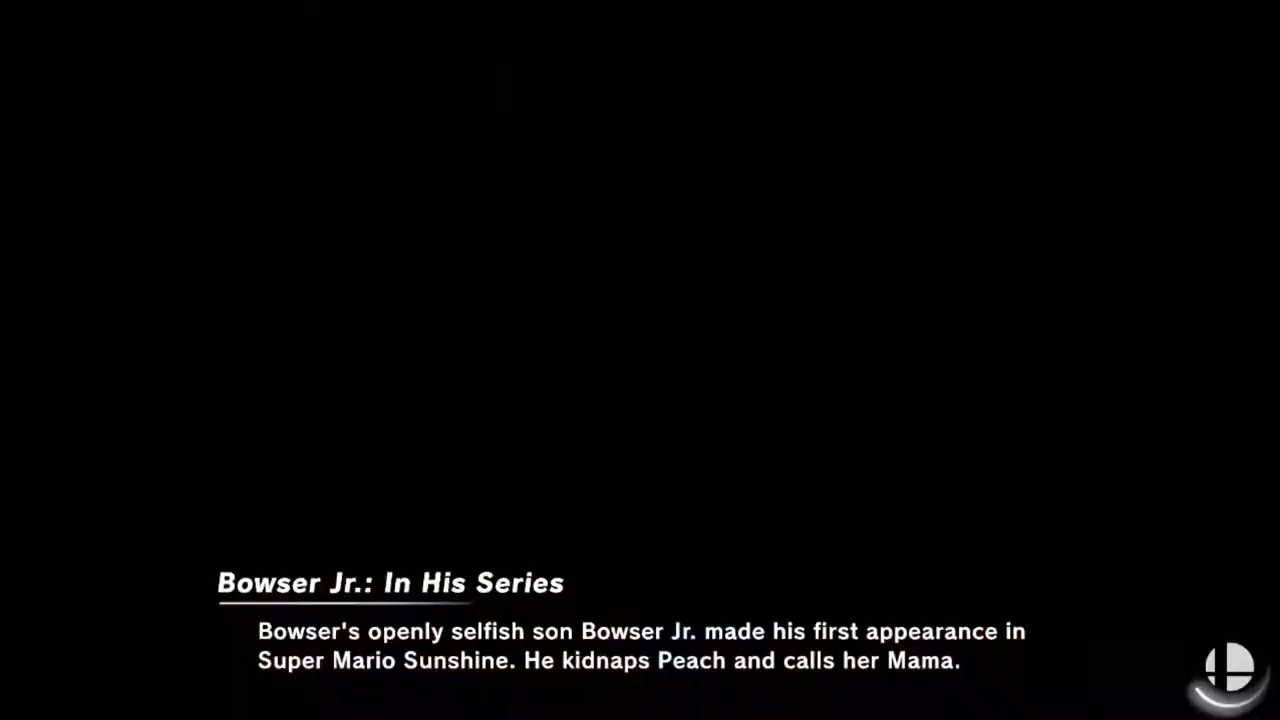 Bowser Jr.: In His Series
Bowser's openly selfish son Bowser Jr. made his first appearance in
Super Mario Sunshine. He kidnaps Peach and calls her Mama.